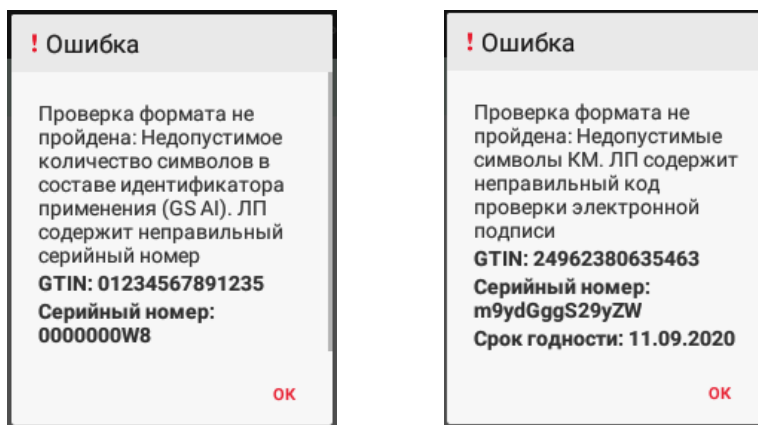 ! Ошибка
Проверка формата не
пройдена: Недопустимое
количество символов в
составе идентификатора
применения (GS AI). ЛП
содержит неправильный
серийный номер
GTIN: 01234567891235
Серийный номер:
0000000W8
ОК
! Ошибка
Проверка формата не
пройдена: Недопустимые
символы КМ. ЛП содержит
неправильный код
проверки электронной
подписи
GTIN: 24962380635463
Серийный номер:
m9ydGggS29yZW
Срок годности: 11.09.2020
ОК